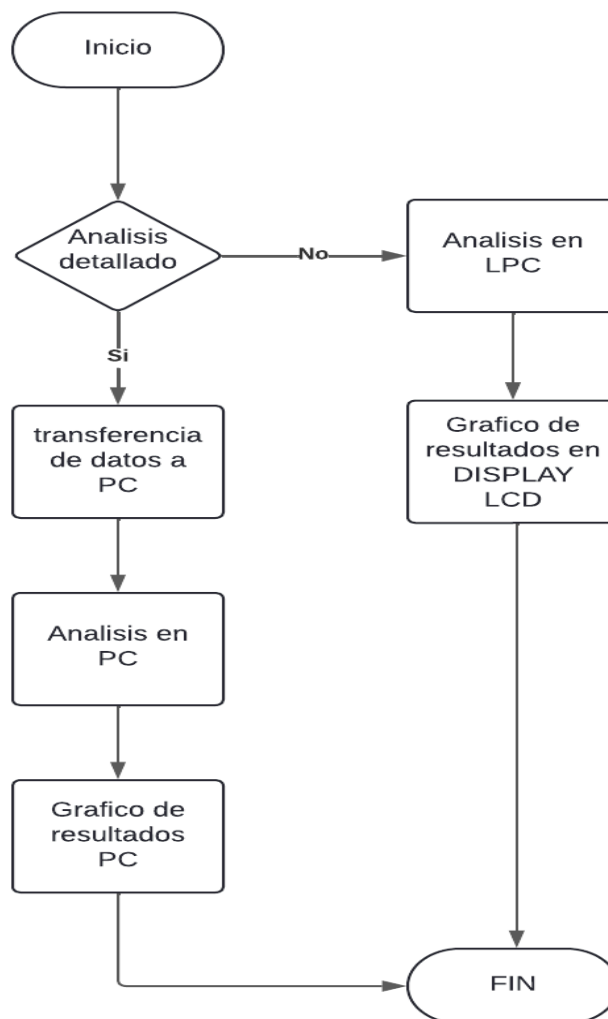 Inicio
Analisis
detallado
No
Analisis en
LPC
Si
transferencia
de datos a
PC
Grafico de
resultados en
DISPLAY
LCD
Analisis en
PC
Grafico de
resultados
PC
FIN